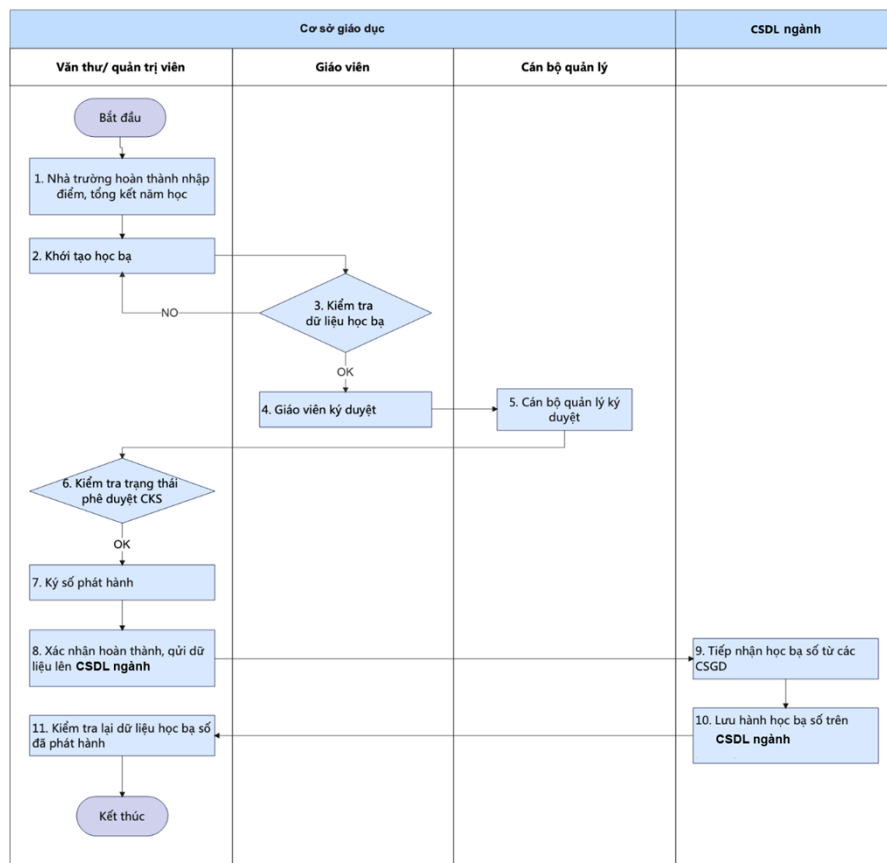 Cơ sở giáo dục
CSDL ngành
Văn thư/ quản trị viên
Giáo viên
Cán bộ quản lý
Bắt đầu
1. Nhà trường hoàn thành nhập
điểm, tổng kết năm học
2. Khởi tạo học bạ
3. Kiểm tra
dữ liệu học bạ
NO
OK
4. Giáo viên ký duyệt
5. Cán bộ quản lý ký
duyệt
6. Kiểm tra trạng thái
phê duyệt CKS
OK
7. Ký số phát hành
8. Xác nhận hoàn thành, gửi dữ
liệu lên CSDL ngành
9. Tiếp nhận học bạ số từ các
CSGD
10. Lưu hành học bạ số trên
CSDL ngành
11. Kiểm tra lại dữ liệu học bạ số
đã phát hành
Kết thúc